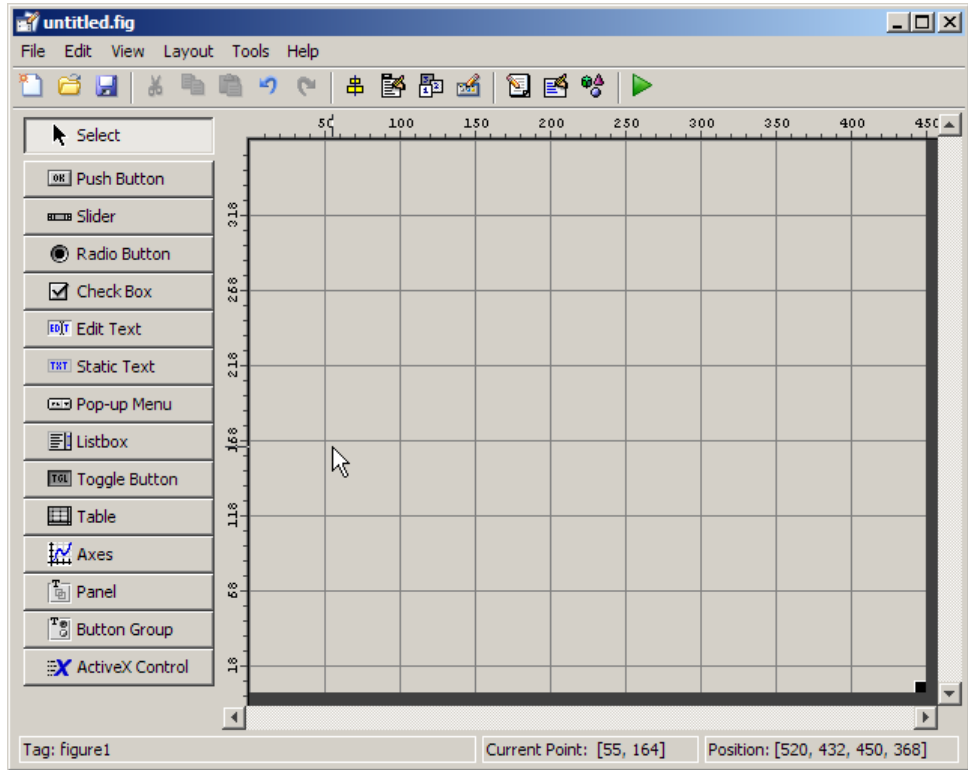 untitled.fig
File Edit View Layout Tools Help
Select
50 100 150 200 250 300 350 400 450
Push Button
Slider
Radio Button
Check Box
Edit Text
Static Text
Pop-up Menu
Listbox
Toggle Button
Table
Axes
Panel
Button Group
ActiveX Control
318
268
218
168
118
68
18
Tag: figure1
Current Point: [55, 164]
Position: [520, 432, 450, 368]